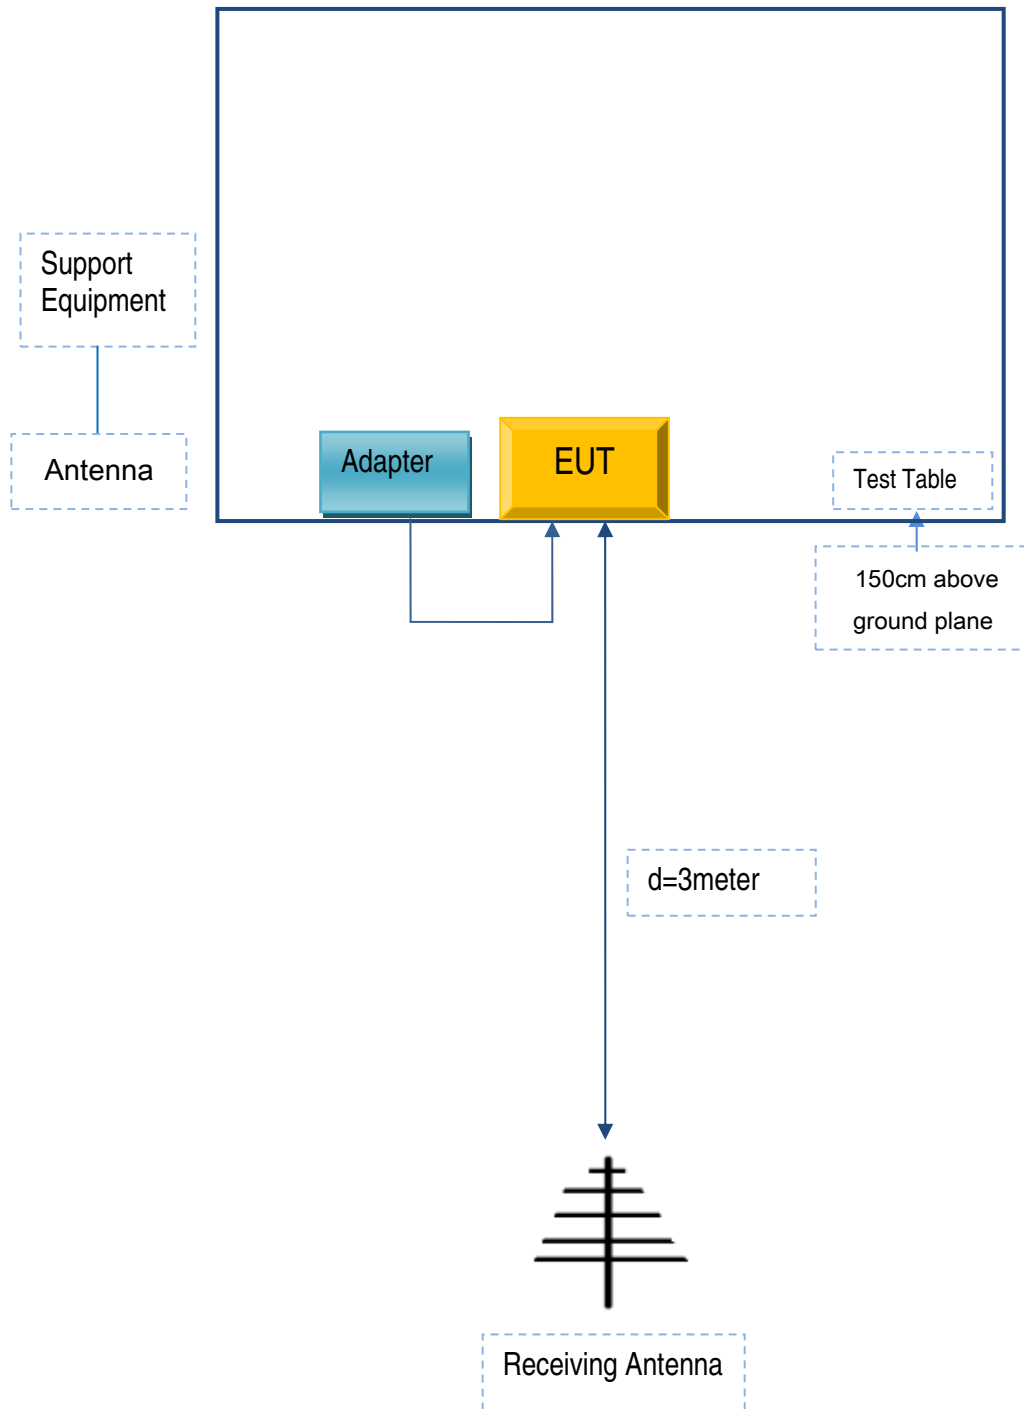 Support
Equipment
Antenna
Adapter
EUT
Test Table
150cm above
ground plane
d=3meter
Receiving Antenna